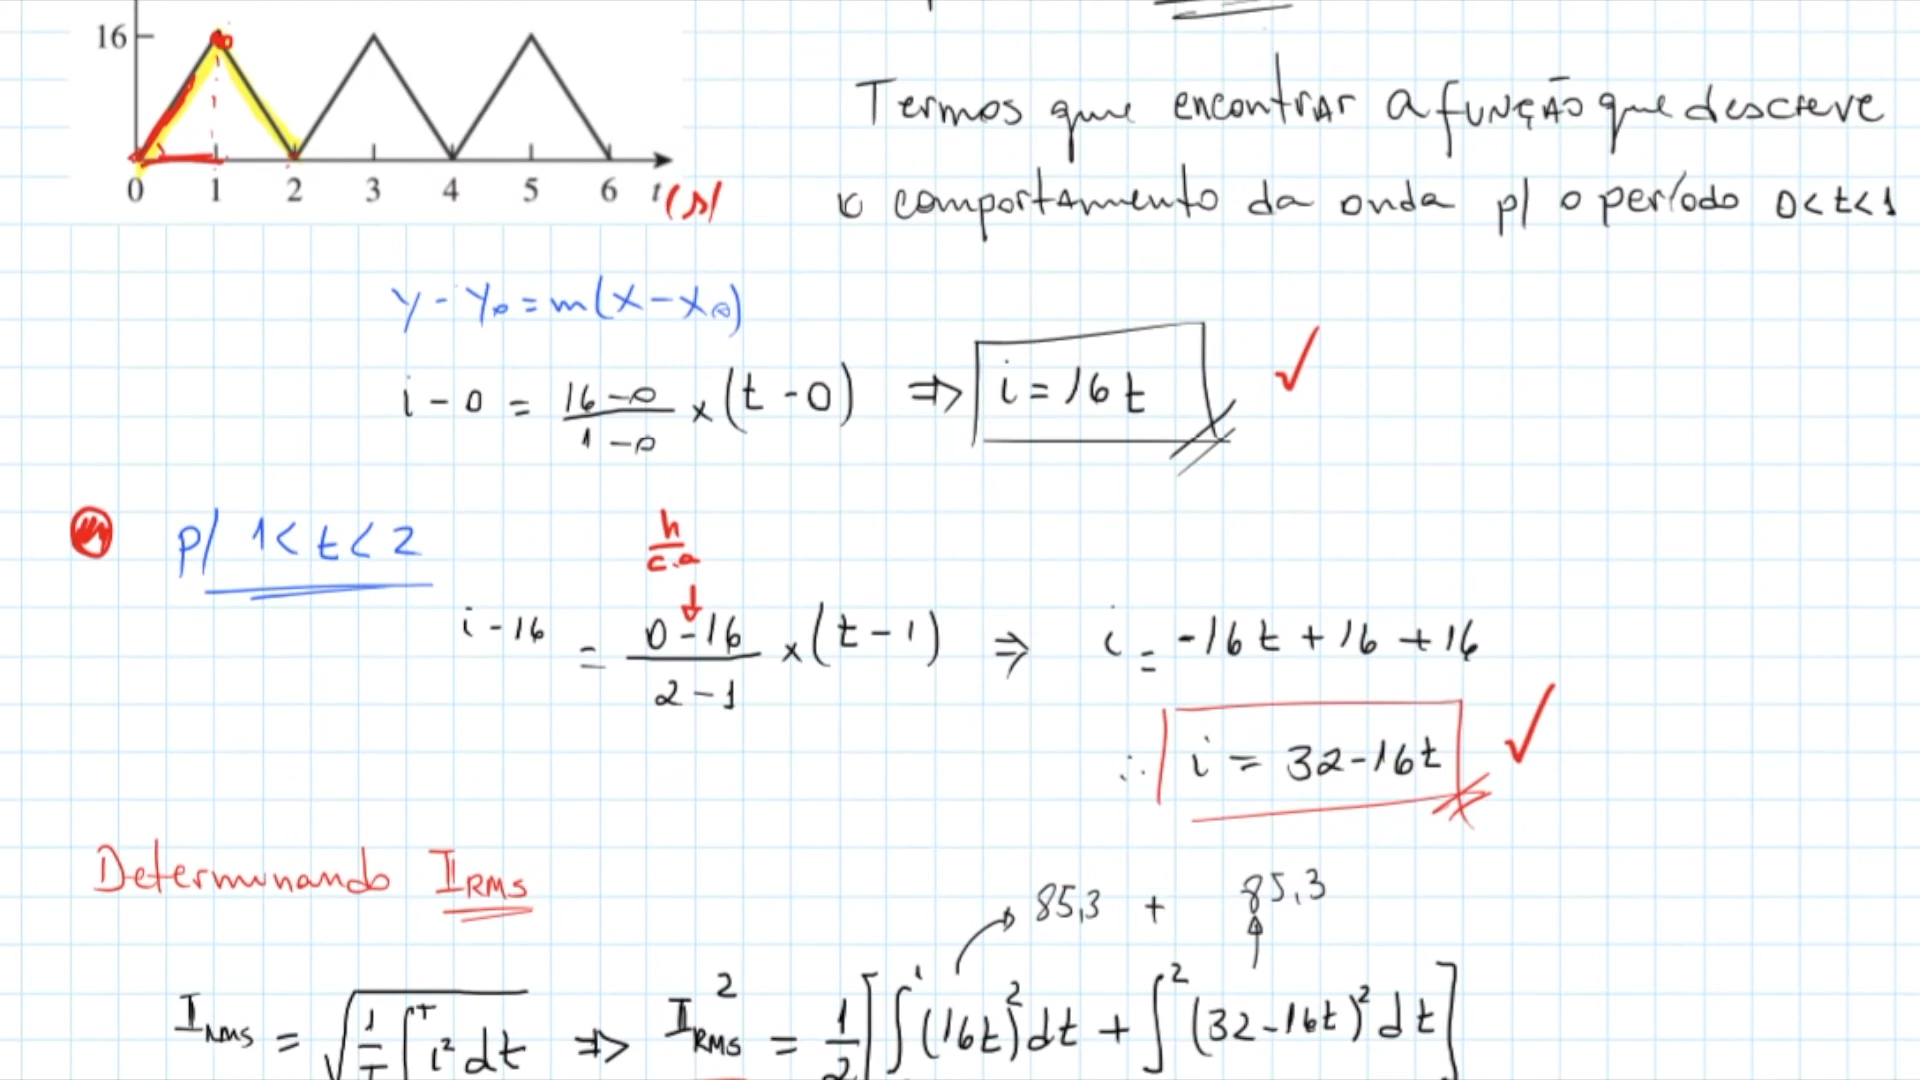 16
0 1 2 3 4 5 6 t(s)
Termos que encontrar a função que descreve
o comportamento da onda p/ o período 0<t<1
y - y₀ = m(x - x₀)
i - 0 = (16 - 0)/(1 - 0) × (t - 0) ⇒ i = 16t ✓
p/ 1 < t < 2
h/c.a
↓
i - 16 = (0 - 16)/(2 - 1) × (t - 1) ⇒ i = -16t + 16 + 16
∴ i = 32 - 16t ✓
Determinando IRMS
85,3 + 85,3
IRMS = √(1/T ∫ᵀ i² dt) ⇒ I²RMS = 1/2 [∫¹ (16t)² dt + ∫² (32 - 16t)² dt]